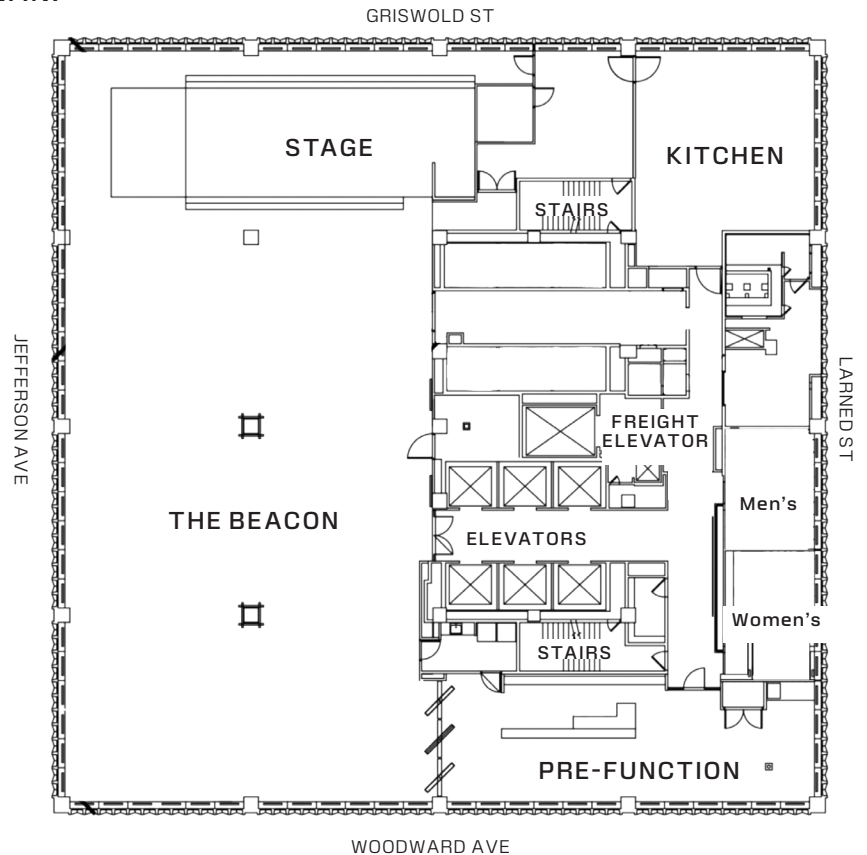 GRISWOLD ST
STAGE
KITCHEN
STAIRS
JEFFERSON AVE
LARNED ST
FREIGHT
ELEVATOR
THE BEACON
Men's
ELEVATORS
Women's
STAIRS
PRE-FUNCTION
WOODWARD AVE